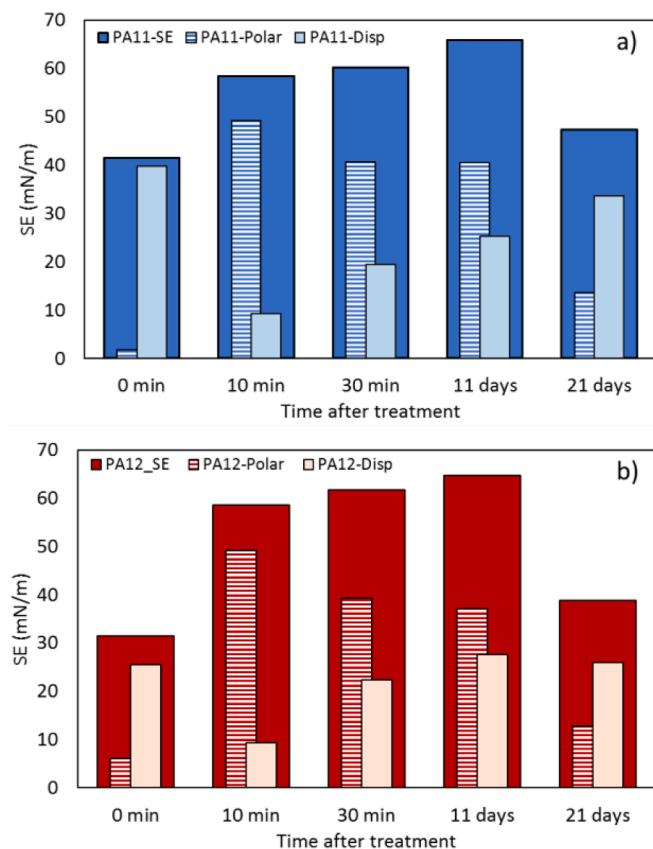 70
PA11-SE PA11-Polar PA11-Disp a)
60
50
40
30
20
10
0
SE (mN/m)
0 min 10 min 30 min 11 days 21 days
Time after treatment
70
PA12_SE PA12-Polar PA12-Disp b)
60
50
40
30
20
10
0
SE (mN/m)
0 min 10 min 30 min 11 days 21 days
Time after treatment